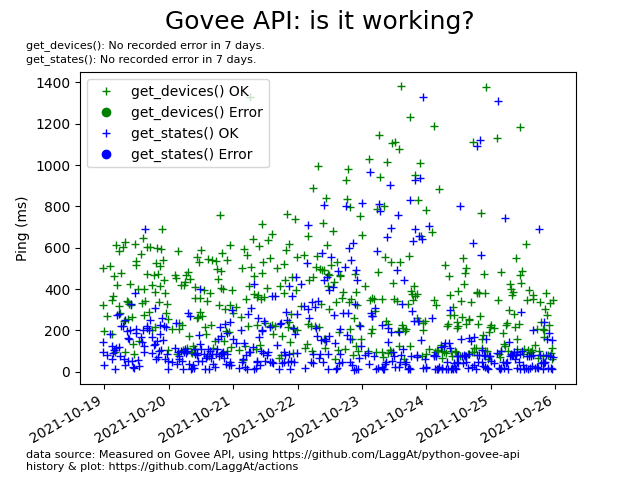 Govee API: is it working?
get_devices(): No recorded error in 7 days.
get_states(): No recorded error in 7 days.
get_devices() OK
get_devices() Error
get_states() OK
get_states() Error
Ping (ms)
1400
1200
1000
800
600
400
200
0
2021-10-19
2021-10-20
2021-10-21
2021-10-22
2021-10-23
2021-10-24
2021-10-25
2021-10-26
data source: Measured on Govee API, using https://github.com/LaggAt/python-govee-api
history & plot: https://github.com/LaggAt/actions